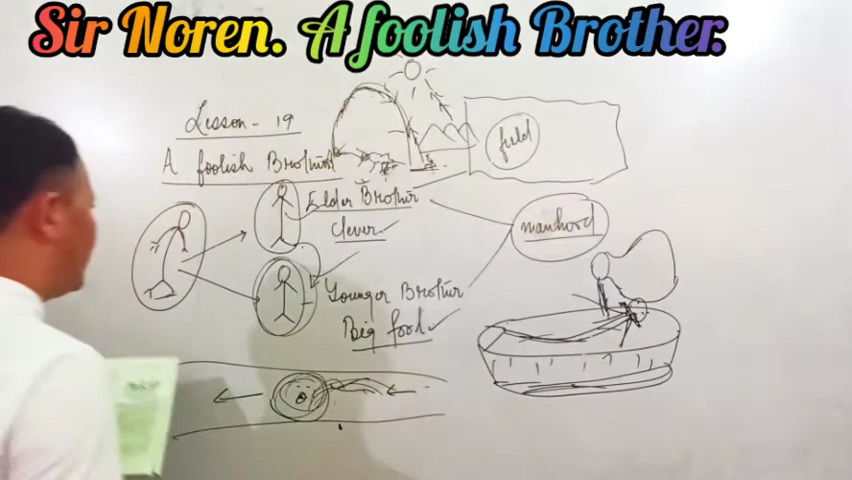 Sir Noren. A foolish Brother.
Lesson - 19
A foolish Brother
field
Elder Brother
clever
manhood
Younger Brother
Big fool